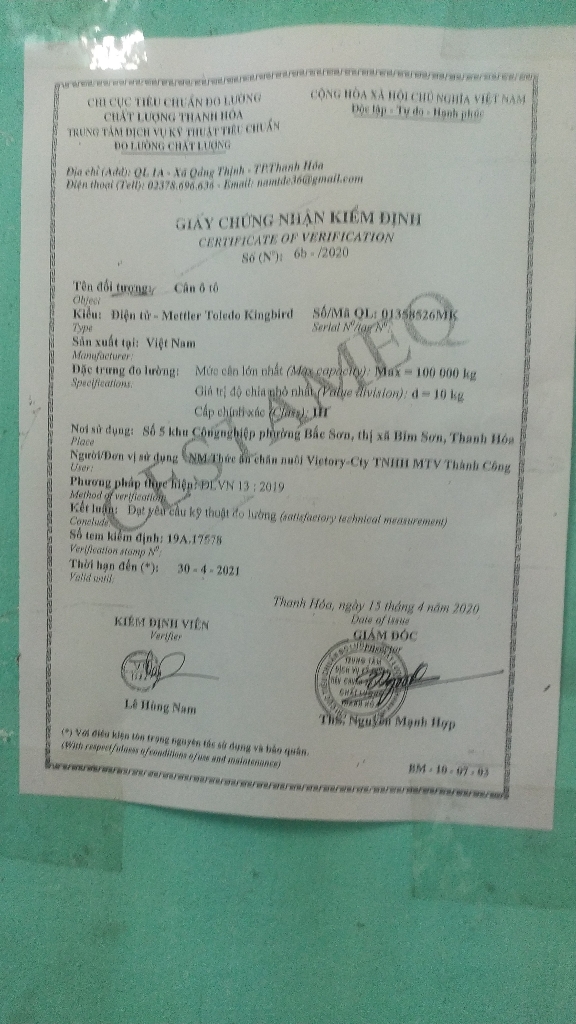 CHI CỤC TIÊU CHUẨN ĐO LƯỜNG
CHẤT LƯỢNG THANH HÓA
TRUNG TÂM DỊCH VỤ KỸ THUẬT TIÊU CHUẨN
ĐO LƯỜNG CHẤT LƯỢNG
CỘNG HÒA XÃ HỘI CHỦ NGHĨA VIỆT NAM
Độc lập - Tự do - Hạnh phúc
Địa chỉ (Add): QL 1A - Xã Quảng Thịnh - TP.Thanh Hóa
Điện thoại (Tell): 02378.696.636 - Email: namtdc36@gmail.com
GIẤY CHỨNG NHẬN KIỂM ĐỊNH
CERTIFICATE OF VERIFICATION
Số (Nº): 6b - /2020
Tên đối tượng: Cân ô tô
Object
Kiểu: Điện tử - Mettler Toledo Kingbird Số/Mã QL: 01358526MK
Type Serial Nº/tag Nº:
Sản xuất tại: Việt Nam
Manufacturer:
Đặc trưng đo lường: Mức cân lớn nhất (Max capacity): Max = 100 000 kg
Specifications: Giá trị độ chia nhỏ nhất (Value division): d = 10 kg
Cấp chính xác (Class): III
Nơi sử dụng: Số 5 khu Côngnghiệp phường Bắc Sơn, thị xã Bỉm Sơn, Thanh Hóa
Place
Người/Đơn vị sử dụng NM Thức ăn chăn nuôi Victory-Cty TNHH MTV Thành Công
User:
Phương pháp thực hiện: ĐLVN 13 : 2019
Method of verification
Kết luận: Đạt yêu cầu kỹ thuật đo lường (satisfactory technical measurement)
Conclude
Số tem kiểm định: 19A.17578
Verification stamp Nº:
Thời hạn đến (*): 30 - 4 - 2021
Valid until:
CESTAMEQ
Thanh Hóa, ngày 15 tháng 4 năm 2020
Date of issue
KIỂM ĐỊNH VIÊN
Verifier
GIÁM ĐỐC
Director
TRUNG TÂM
Lê Hùng Nam
Ths. Nguyễn Mạnh Hợp
(*) Với điều kiện tôn trọng nguyên tắc sử dụng và bảo quản.
(With respectfulness of conditions of use and maintenance)
BM - 10 - 07 - 03